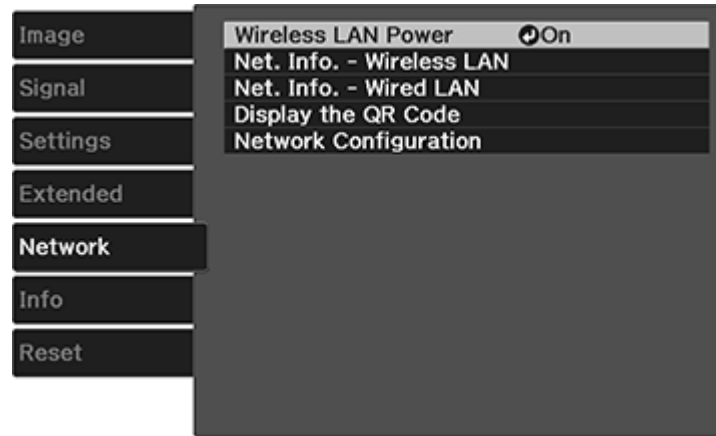 Image
Signal
Settings
Extended
Network
Info
Reset
Wireless LAN Power On
Net. Info. - Wireless LAN
Net. Info. - Wired LAN
Display the QR Code
Network Configuration